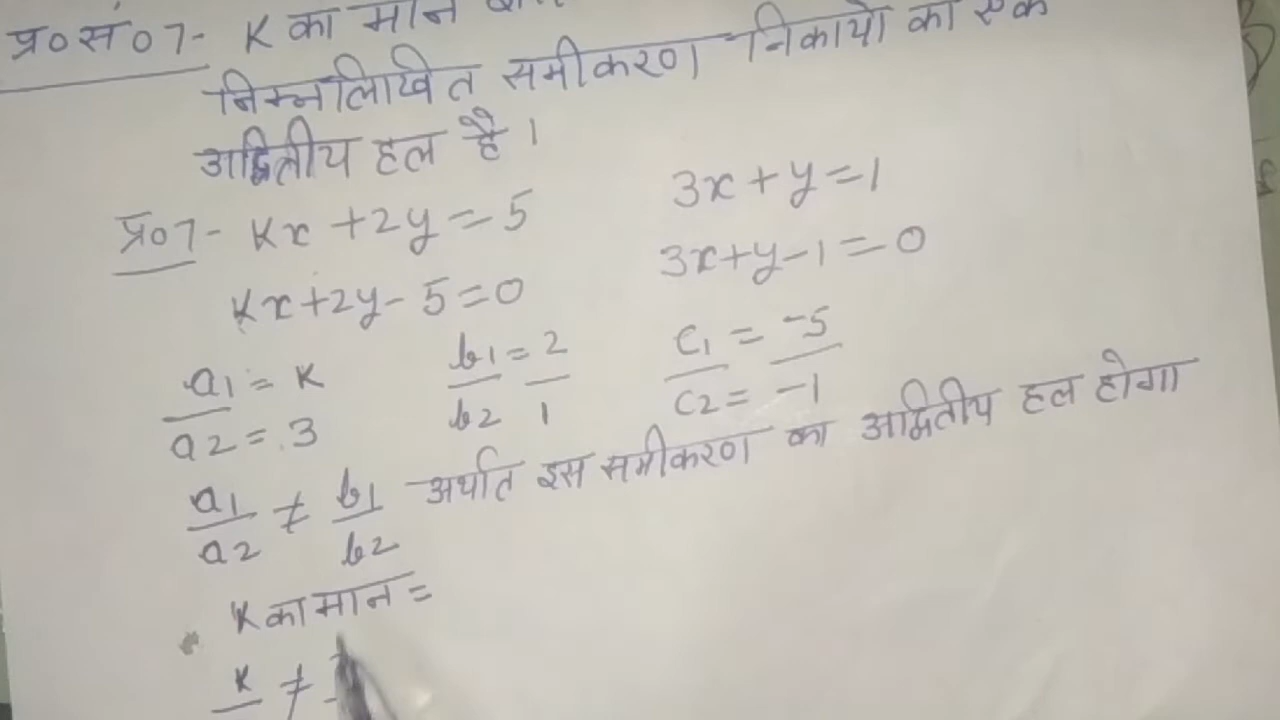 प्र०सं०7- K का मान
निम्नलिखित समीकरण निकायो का एक
अद्वितीय हल है।
प्र०7- Kx+2y=5 3x+y=1
Kx+2y-5=0 3x+y-1=0
a1 = K b1 = 2 c1 = -5
a2 = 3 b2 1 c2 = -1
a1 ≠ b1 अर्थात इस समीकरण का अद्वितीय हल होगा
a2 b2
K का मान =
K ≠